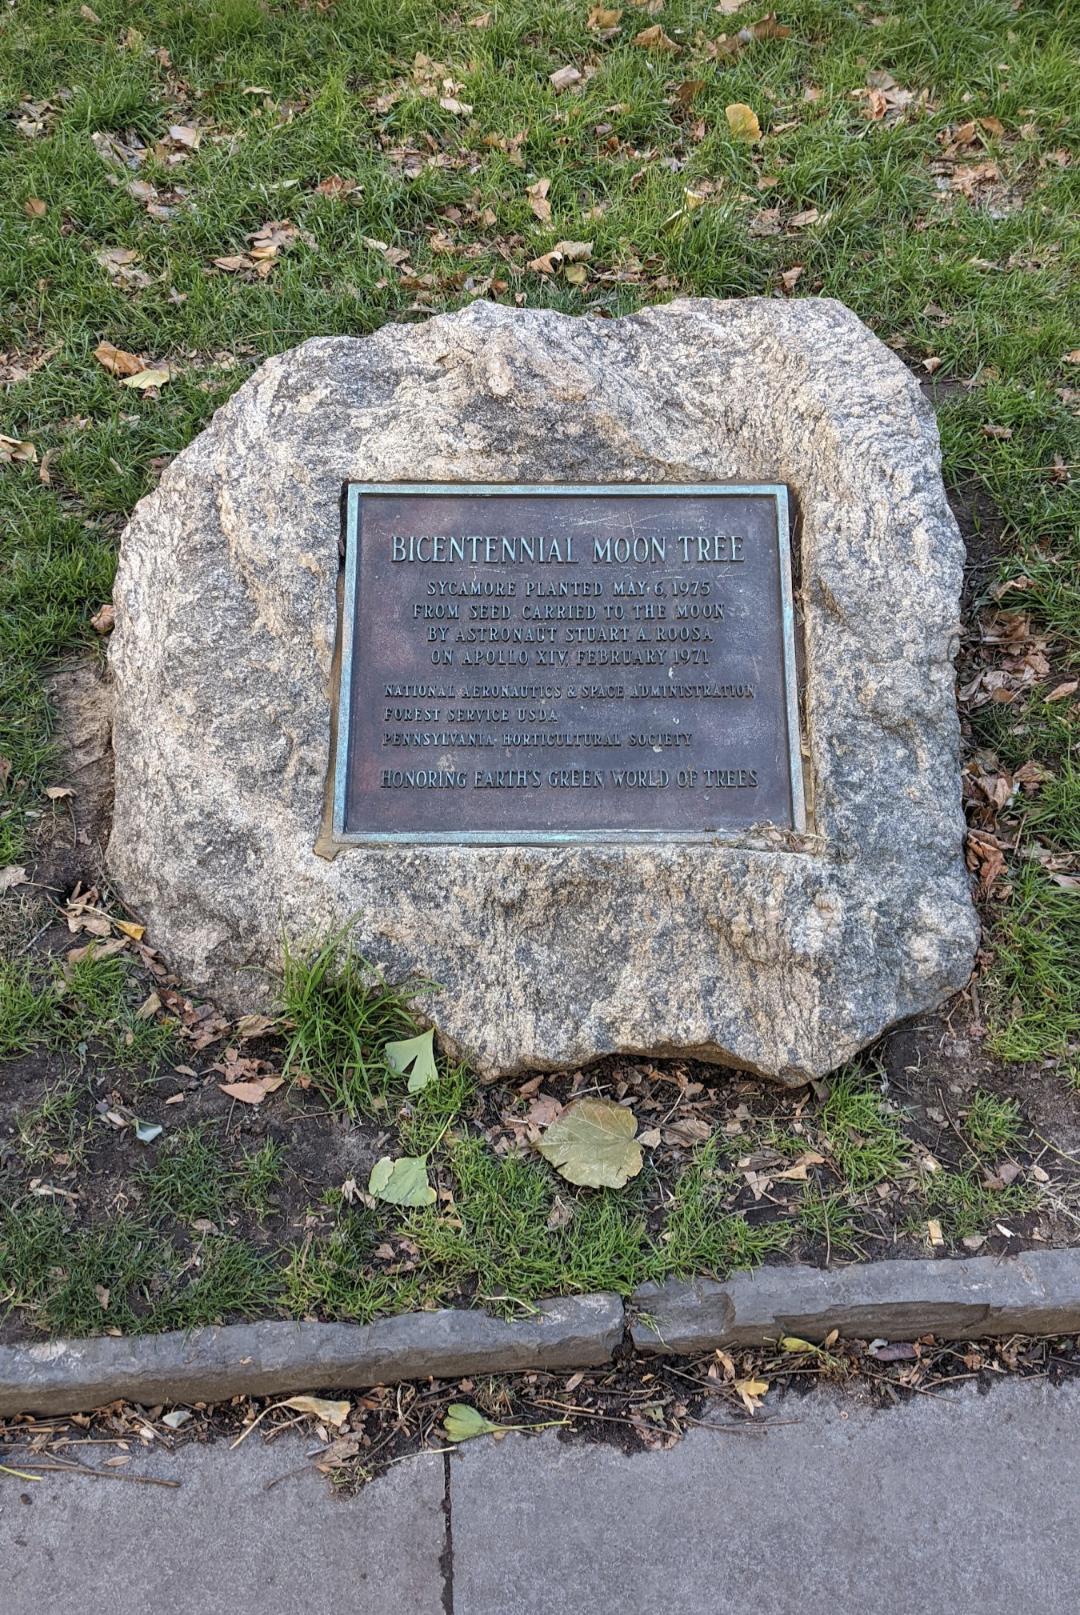 BICENTENNIAL MOON TREE
SYCAMORE PLANTED MAY 6, 1975
FROM SEED CARRIED TO THE MOON
BY ASTRONAUT STUART A. ROOSA
ON APOLLO XIV, FEBRUARY 1971
NATIONAL AERONAUTICS & SPACE ADMINISTRATION
FOREST SERVICE USDA
PENNSYLVANIA HORTICULTURAL SOCIETY
HONORING EARTH'S GREEN WORLD OF TREES